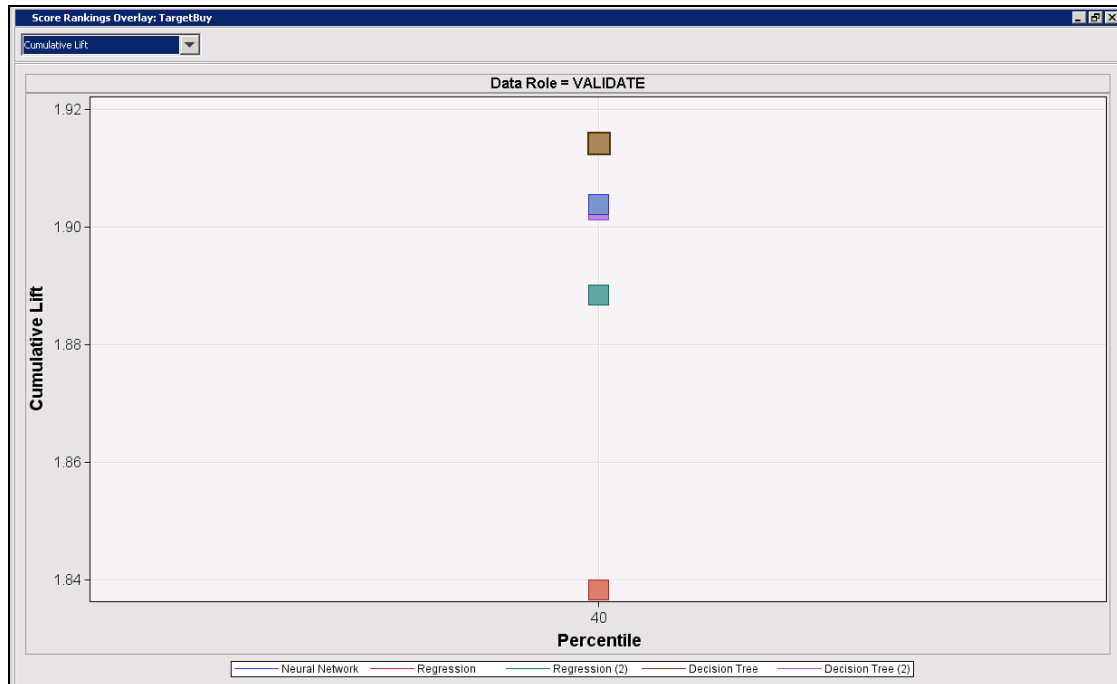 Score Rankings Overlay: TargetBuy
Cumulative Lift
Data Role = VALIDATE
1.92
1.90
1.88
1.86
1.84
Cumulative Lift
40
Percentile
Neural Network Regression Regression (2) Decision Tree Decision Tree (2)